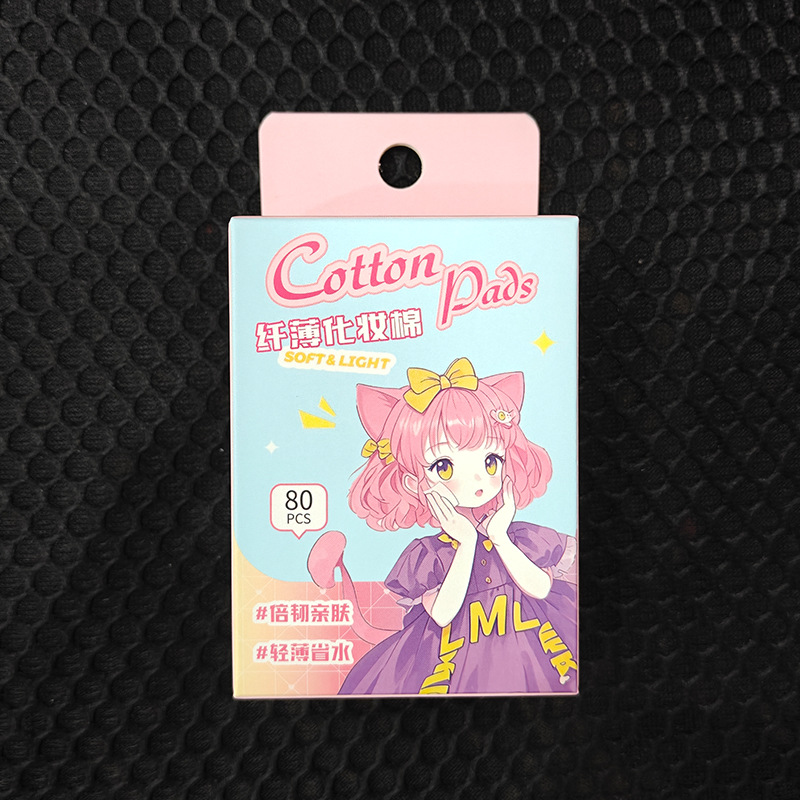 Cotton Pads
纤薄化妆棉
SOFT & LIGHT
80
PCS
#倍韧亲肤
#轻薄省水
LML